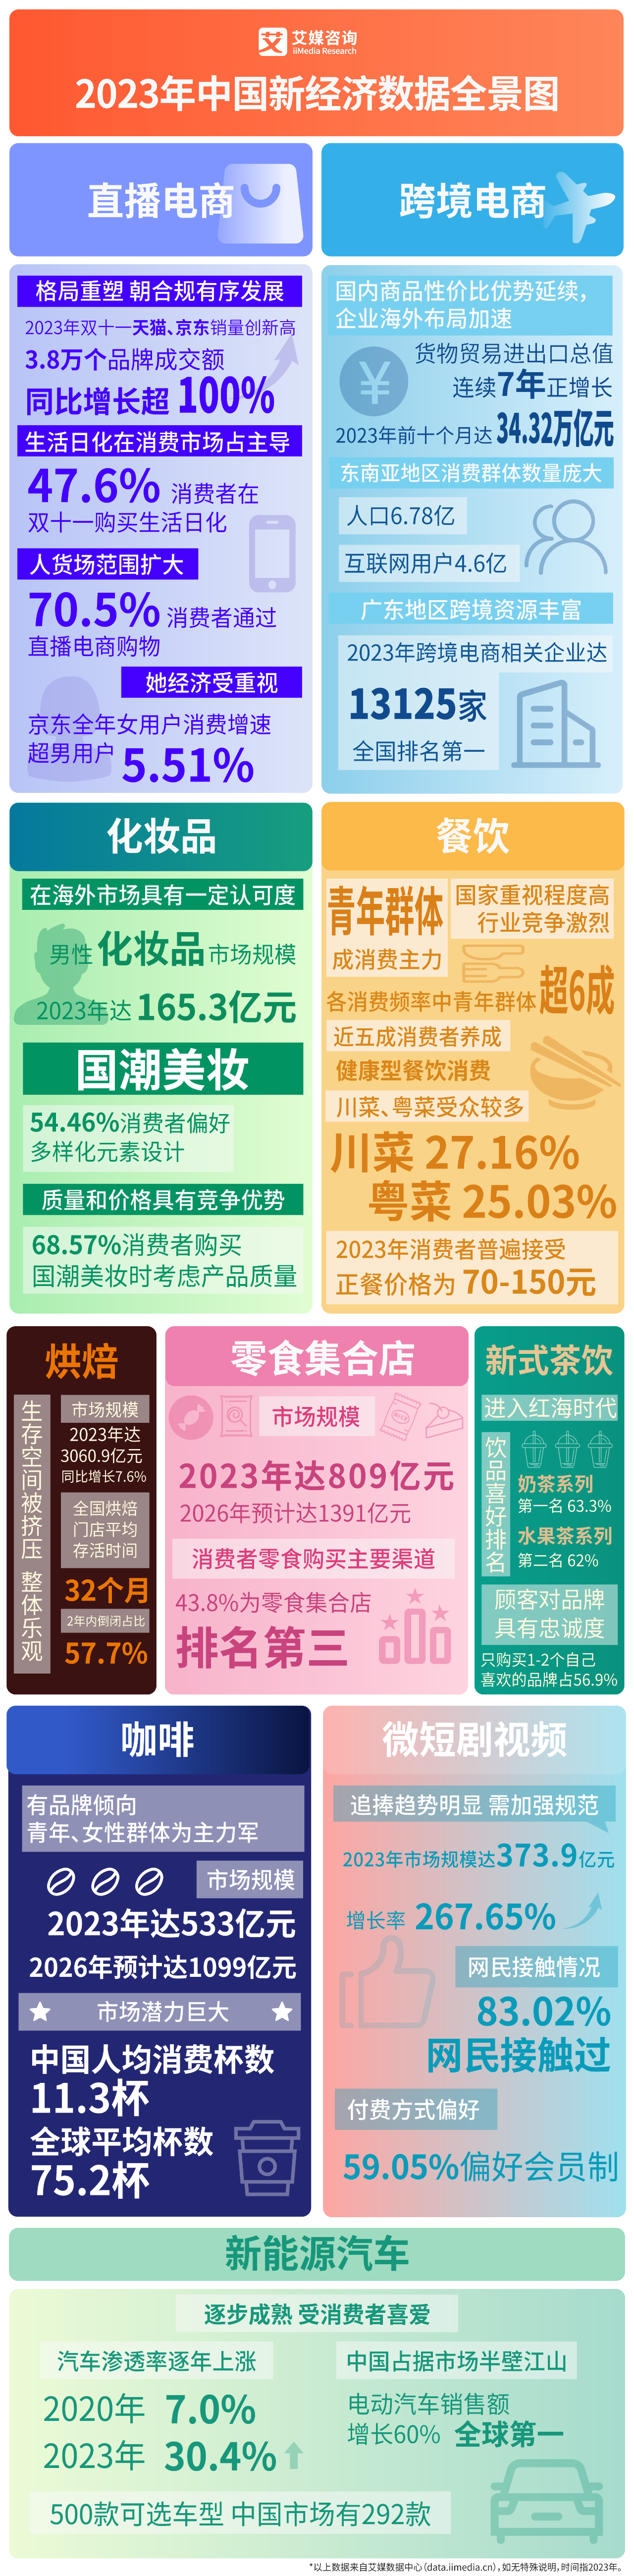 艾媒咨询
iiMedia Research
2023年中国新经济数据全景图
直播电商
格局重塑 朝合规有序发展
2023年双十一天猫、京东销量创新高
3.8万个品牌成交额
同比增长超 100%
生活日化在消费市场占主导
47.6% 消费者在
双十一购买生活日化
人货场范围扩大
70.5% 消费者通过
直播电商购物
她经济受重视
京东全年女用户消费增速
超男用户 5.51%
跨境电商
国内商品性价比优势延续，
企业海外布局加速
货物贸易进出口总值
¥
连续7年正增长
2023年前十个月达 34.32万亿元
东南亚地区消费群体数量庞大
人口6.78亿
互联网用户4.6亿
广东地区跨境资源丰富
2023年跨境电商相关企业达
13125家
全国排名第一
化妆品
在海外市场具有一定认可度
男性 化妆品 市场规模
2023年达 165.3亿元
国潮美妆
54.46%消费者偏好
多样化元素设计
质量和价格具有竞争优势
68.57%消费者购买
国潮美妆时考虑产品质量
餐饮
青年群体
成消费主力
国家重视程度高
行业竞争激烈
各消费频率中青年群体 超6成
近五成消费者养成
健康型餐饮消费
川菜、粤菜受众较多
川菜 27.16%
粤菜 25.03%
2023年消费者普遍接受
正餐价格为 70-150元
烘焙
生存空间被挤压 整体乐观
市场规模
2023年达
3060.9亿元
同比增长7.6%
全国烘焙
门店平均
存活时间
32个月
2年内倒闭占比
57.7%
零食集合店
市场规模
2023年达809亿元
2026年预计达1391亿元
消费者零食购买主要渠道
43.8%为零食集合店
排名第三
新式茶饮
进入红海时代
饮品喜好排名
奶茶系列
第一名 63.3%
水果茶系列
第二名 62%
顾客对品牌
具有忠诚度
只购买1-2个自己
喜欢的品牌占56.9%
咖啡
有品牌倾向
青年、女性群体为主力军
市场规模
2023年达533亿元
2026年预计达1099亿元
市场潜力巨大
中国人均消费杯数
11.3杯
全球平均杯数
75.2杯
微短剧视频
追捧趋势明显 需加强规范
2023年市场规模达373.9亿元
增长率 267.65%
网民接触情况
83.02%
网民接触过
付费方式偏好
59.05%偏好会员制
新能源汽车
逐步成熟 受消费者喜爱
汽车渗透率逐年上涨
2020年 7.0%
2023年 30.4%
中国占据市场半壁江山
电动汽车销售额
增长60% 全球第一
500款可选车型 中国市场有292款
*以上数据来自艾媒数据中心（data.iimedia.cn），如无特殊说明，时间指2023年。